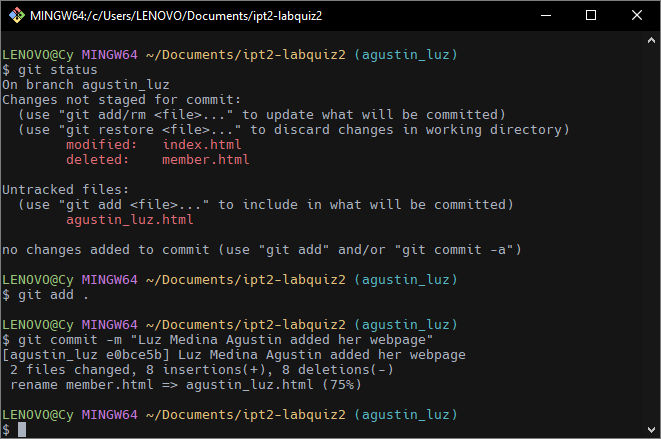 MINGW64:/c/Users/LENOVO/Documents/ipt2-labquiz2
LENOVO@Cy MINGW64 ~/Documents/ipt2-labquiz2 (agustin_luz)
$ git status
On branch agustin_luz
Changes not staged for commit:
  (use "git add/rm <file>..." to update what will be committed)
  (use "git restore <file>..." to discard changes in working directory)
        modified:   index.html
        deleted:    member.html

Untracked files:
  (use "git add <file>..." to include in what will be committed)
        agustin_luz.html

no changes added to commit (use "git add" and/or "git commit -a")

LENOVO@Cy MINGW64 ~/Documents/ipt2-labquiz2 (agustin_luz)
$ git add .

LENOVO@Cy MINGW64 ~/Documents/ipt2-labquiz2 (agustin_luz)
$ git commit -m "Luz Medina Agustin added her webpage"
[agustin_luz e0bce5b] Luz Medina Agustin added her webpage
 2 files changed, 8 insertions(+), 8 deletions(-)
 rename member.html => agustin_luz.html (75%)

LENOVO@Cy MINGW64 ~/Documents/ipt2-labquiz2 (agustin_luz)
$